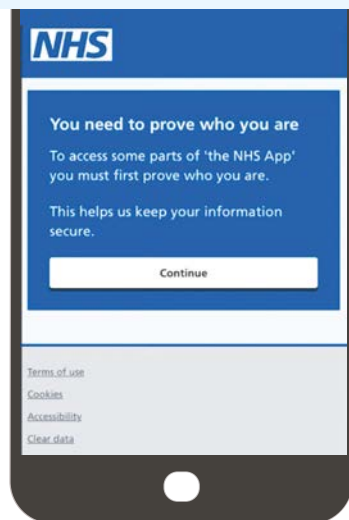 NHS
You need to prove who you are
To access some parts of 'the NHS App'
you must first prove who you are.
This helps us keep your information
secure.
Continue
Terms of use
Cookies
Accessibility
Clear data